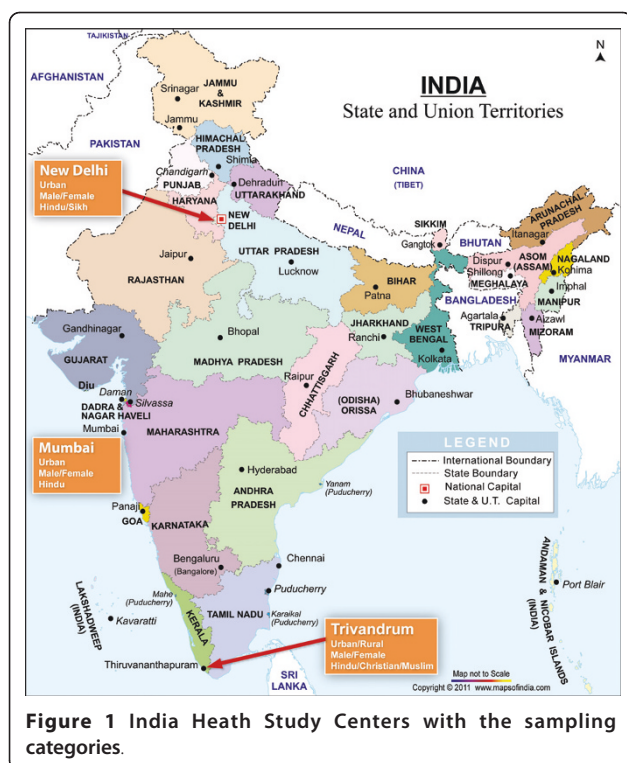 TAJIKISTAN
AFGHANISTAN
JAMMU
&
KASHMIR
Srinagar
Jammu
N
INDIA
State and Union Territories
PAKISTAN
HIMACHAL
PRADESH
Shimla
CHINA
(TIBET)
Chandigarh
PUNJAB
Dehradun
UTTARAKHAND
New Delhi
Urban
Male/Female
Hindu/Sikh
HARYANA
NEW
DELHI
NEPAL
SIKKIM
Gangtok
BHUTAN
ARUNACHAL
PRADESH
Itanagar
Jaipur
RAJASTHAN
UTTAR PRADESH
Lucknow
BIHAR
Patna
Dispur
ASOM
(ASSAM)
NAGALAND
Kohima
Shillong
MEGHALAYA
Imphal
MANIPUR
BANGLADESH
Agartala
TRIPURA
Aizawl
MIZORAM
MYANMAR
Gandhinagar
GUJARAT
Bhopal
MADHYA PRADESH
JHARKHAND
Ranchi
WEST
BENGAL
Kolkata
Diu
Daman
Silvassa
DADRA &
NAGAR HAVELI
Mumbai
MAHARASHTRA
Raipur
CHHATTISGARH
(ODISHA)
ORISSA
Bhubaneshwar
Mumbai
Urban
Male/Female
Hindu
Hyderabad
ANDHRA
PRADESH
Yanam
(Puducherry)
LEGEND
International Boundary
State Boundary
National Capital
State & U.T. Capital
Panaji
GOA
KARNATAKA
Bengaluru
(Bangalore)
Chennai
Mahe
(Puducherry)
Puducherry
TAMIL NADU
Karaikal
(Puducherry)
KERALA
LAKSHADWEEP
(INDIA)
Kavaratti
ANDAMAN & NIDOBAR ISLANDS
(INDIA)
Port Blair
Thiruvananthapuram
Trivandrum
Urban/Rural
Male/Female
Hindu/Christian/Muslim
SRI
LANKA
Map not to Scale
Copyright © 2011 www.mapsofindia.com
Figure 1 India Heath Study Centers with the sampling
categories.